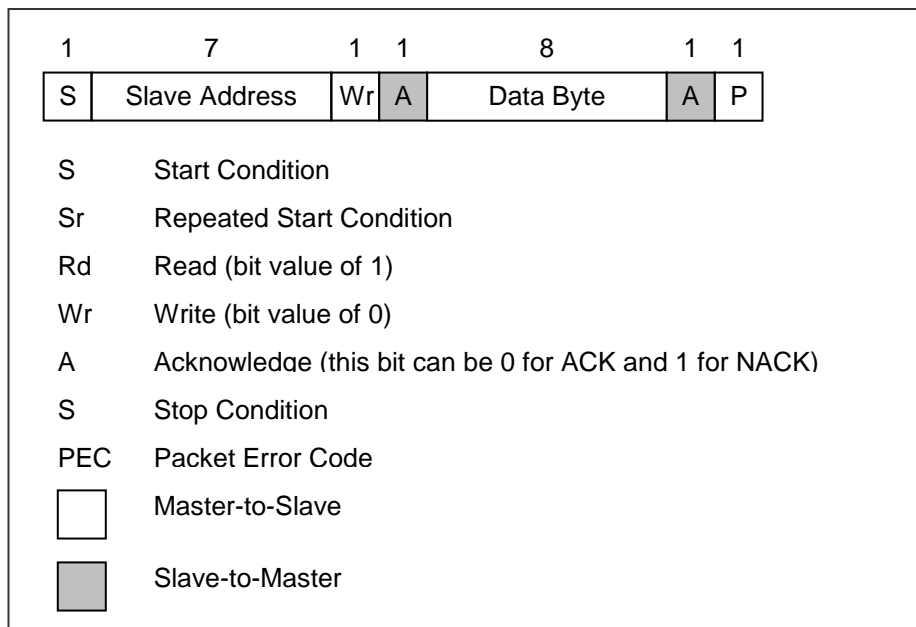 1 7 1 1 8 1 1
S Slave Address Wr A Data Byte A P
S Start Condition
Sr Repeated Start Condition
Rd Read (bit value of 1)
Wr Write (bit value of 0)
A Acknowledge (this bit can be 0 for ACK and 1 for NACK)
S Stop Condition
PEC Packet Error Code
Master-to-Slave
Slave-to-Master